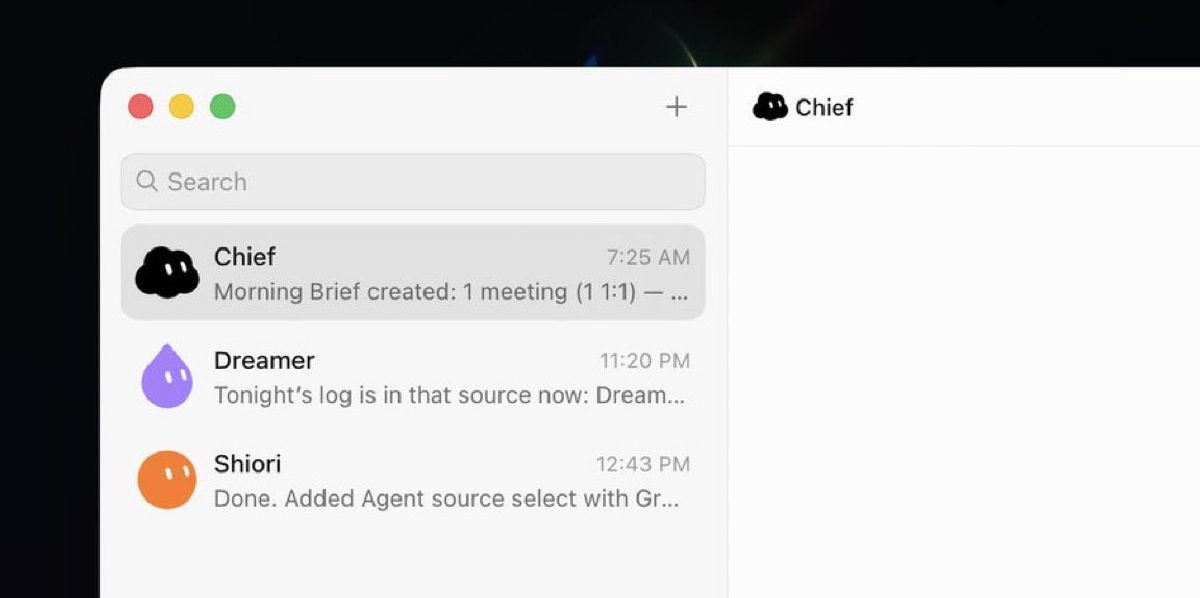 Chief
Search
Chief
7:25 AM
Morning Brief created: 1 meeting (1 1:1) — ...
Dreamer
11:20 PM
Tonight’s log is in that source now: Dream...
Shiori
12:43 PM
Done. Added Agent source select with Gr...